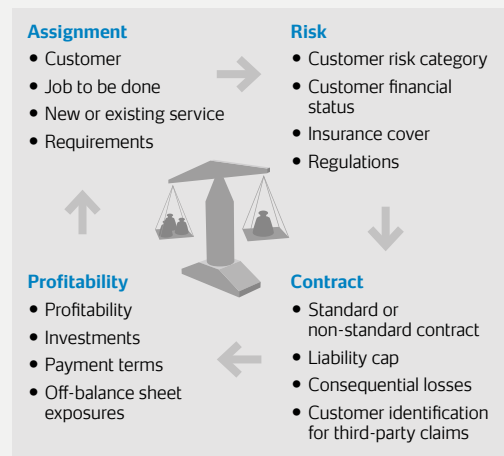 Assignment
• Customer
• Job to be done
• New or existing service
• Requirements
Risk
• Customer risk category
• Customer financial
status
• Insurance cover
• Regulations
Contract
• Standard or
non-standard contract
• Liability cap
• Consequential losses
• Customer identification
for third-party claims
Profitability
• Profitability
• Investments
• Payment terms
• Off-balance sheet
exposures